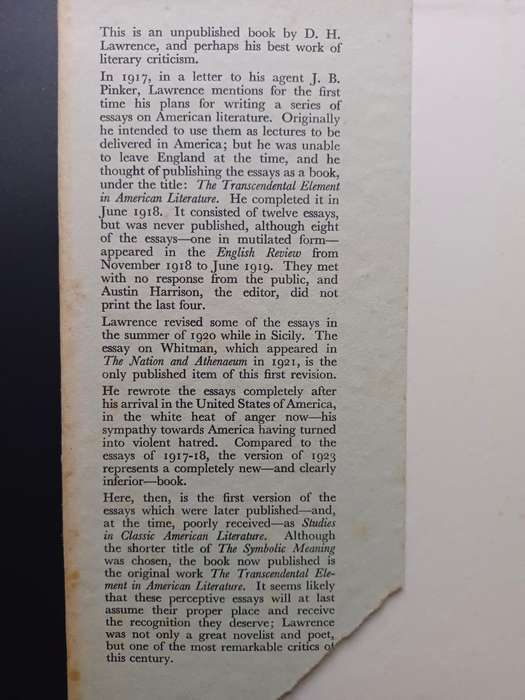 This is an unpublished book by D. H.
Lawrence, and perhaps his best work of
literary criticism.
In 1917, in a letter to his agent J. B.
Pinker, Lawrence mentions for the first
time his plans for writing a series of
essays on American literature. Originally
he intended to use them as lectures to be
delivered in America; but he was unable
to leave England at the time, and he
thought of publishing the essays as a book,
under the title: The Transcendental Element
in American Literature. He completed it in
June 1918. It consisted of twelve essays,
but was never published, although eight
of the essays—one in mutilated form—
appeared in the English Review from
November 1918 to June 1919. They met
with no response from the public, and
Austin Harrison, the editor, did not
print the last four.
Lawrence revised some of the essays in
the summer of 1920 while in Sicily. The
essay on Whitman, which appeared in
The Nation and Athenaeum in 1921, is the
only published item of this first revision.
He rewrote the essays completely after
his arrival in the United States of America,
in the white heat of anger now—his
sympathy towards America having turned
into violent hatred. Compared to the
essays of 1917-18, the version of 1923
represents a completely new—and clearly
inferior—book.
Here, then, is the first version of the
essays which were later published—and,
at the time, poorly received—as Studies
in Classic American Literature. Although
the shorter title of The Symbolic Meaning
was chosen, the book now published is
the original work The Transcendental Ele-
ment in American Literature. It seems likely
that these perceptive essays will at last
assume their proper place and receive
the recognition they deserve; Lawrence
was not only a great novelist and poet,
but one of the most remarkable critics of
this century.